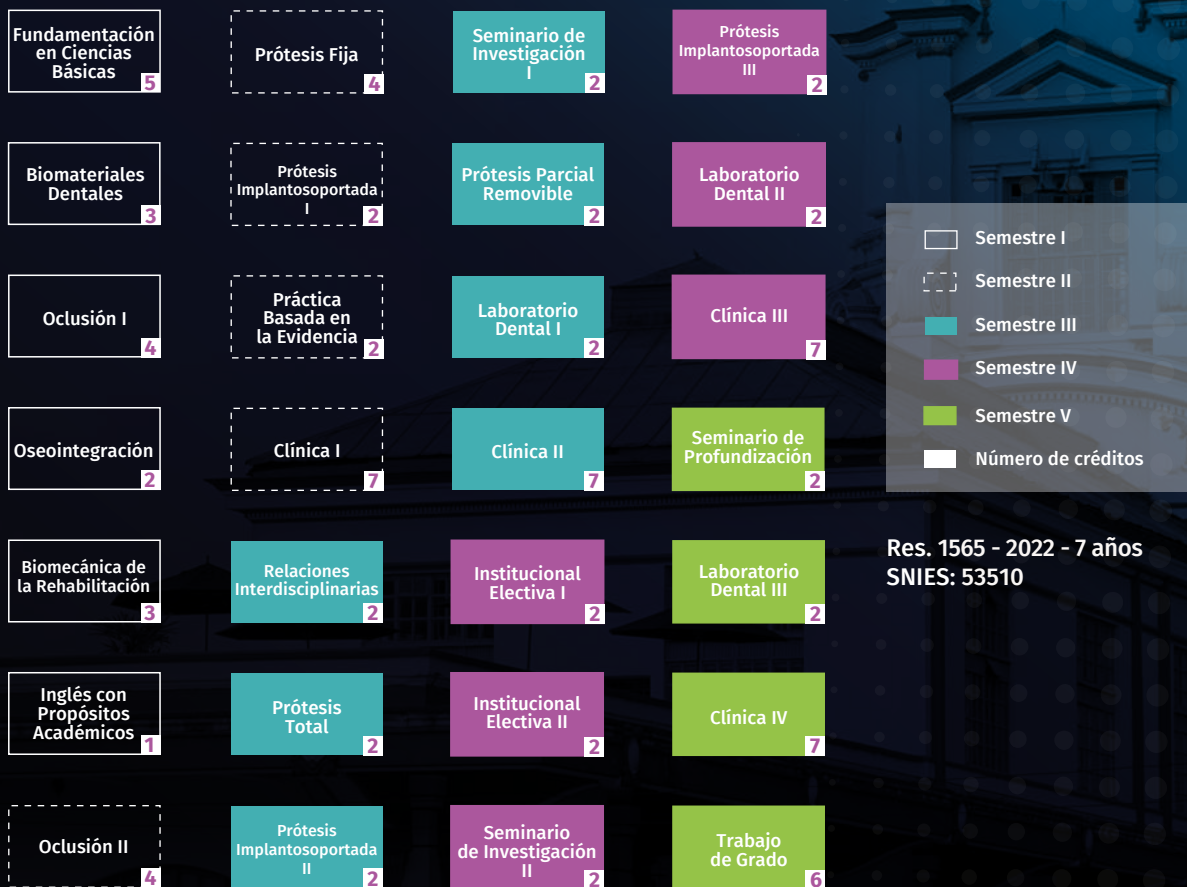 Fundamentación
en Ciencias
Básicas
5
Biomateriales
Dentales
3
Oclusión I
4
Oseointegración
2
Biomecánica de
la Rehabilitación
3
Inglés con
Propósitos
Académicos
1
Oclusión II
4
Prótesis Fija
4
Prótesis
Implantosoportada
I
2
Práctica
Basada en
la Evidencia
2
Clínica I
7
Relaciones
Interdisciplinarias
2
Prótesis
Total
2
Prótesis
Implantosoportada
II
2
Seminario de
Investigación
I
2
Prótesis Parcial
Removible
2
Laboratorio
Dental I
2
Clínica II
7
Institucional
Electiva I
2
Institucional
Electiva II
2
Seminario
de Investigación
II
2
Prótesis
Implantosoportada
III
2
Laboratorio
Dental II
2
Clínica III
7
Seminario de
Profundización
2
Laboratorio
Dental III
2
Clínica IV
7
Trabajo
de Grado
6
Semestre I
Semestre II
Semestre III
Semestre IV
Semestre V
Número de créditos
Res. 1565 - 2022 - 7 años
SNIES: 53510